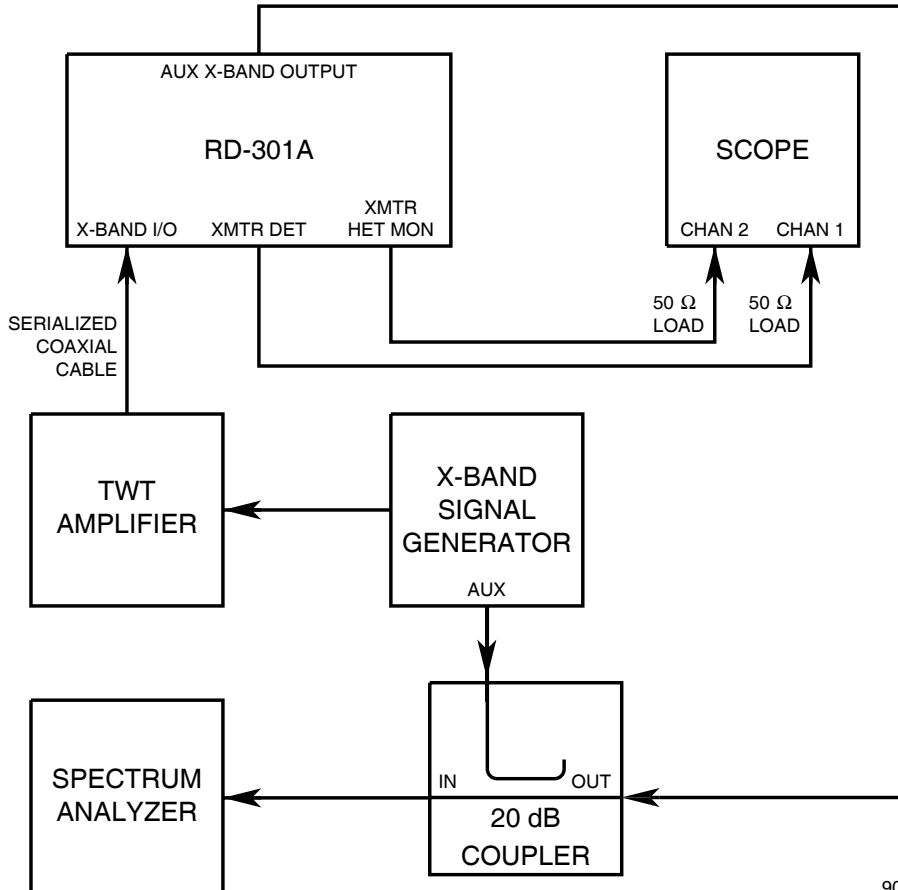 AUX X-BAND OUTPUT
RD-301A
X-BAND I/O
XMTR DET
XMTR
HET MON
SCOPE
CHAN 2
CHAN 1
50 Ω
LOAD
50 Ω
LOAD
SERIALIZED
COAXIAL
CABLE
TWT
AMPLIFIER
X-BAND
SIGNAL
GENERATOR
AUX
SPECTRUM
ANALYZER
IN
OUT
20 dB
COUPLER